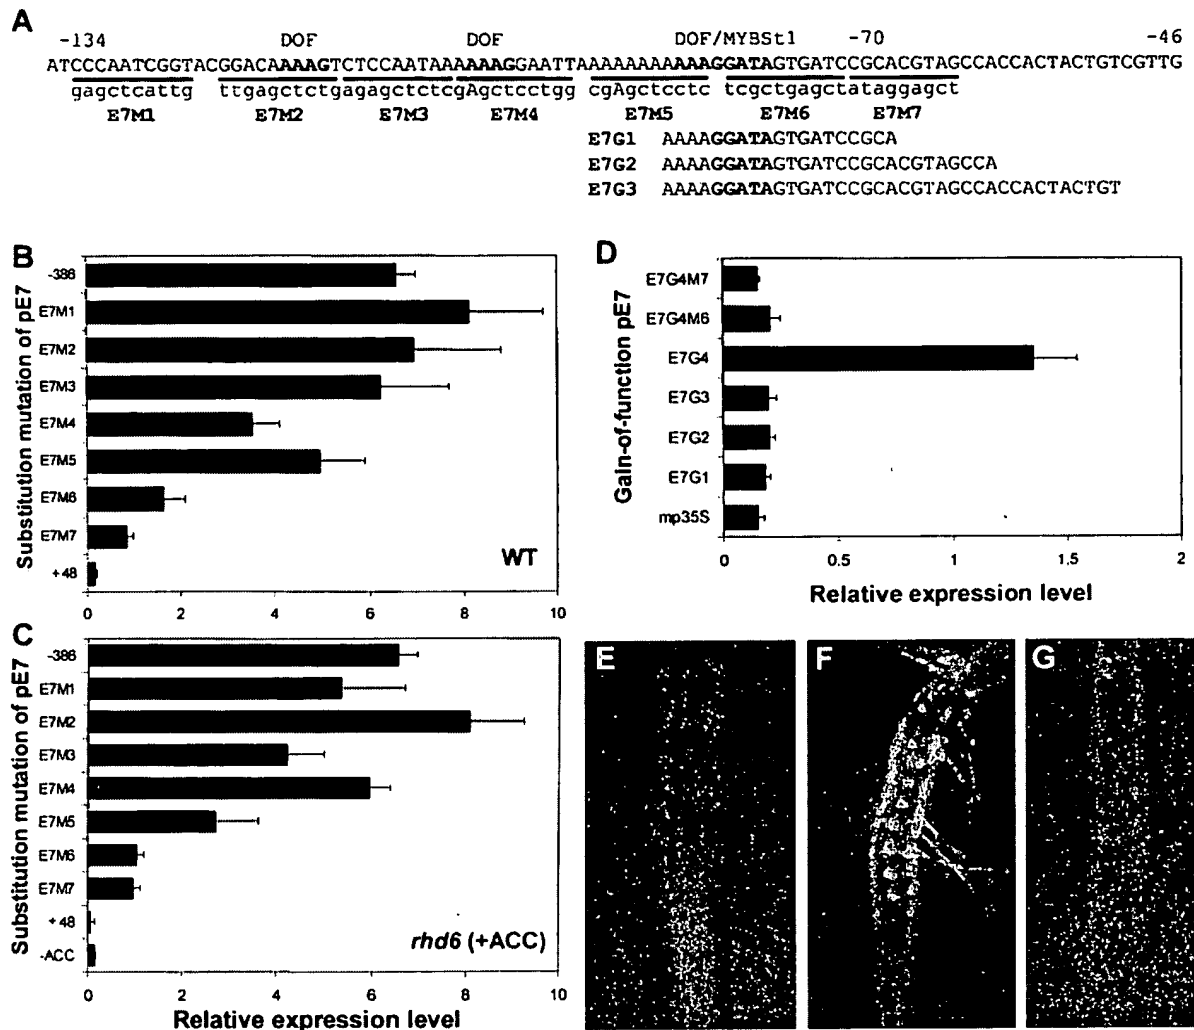 A
-134 DOF DOF DOF/MYBSt1 -70 -46
ATCCCAATCGGTACGGACAAAAGTCTCCAATAAAAAAGGAATTAAAAAAAAAAAAGGATAGTGATCCGCACGTAGCCACCACTACTGTCGTTG
gagctcattg ttgagctctgagagctctcgAgctcctgg cgAgctcctc tcgctgagctataggagct
E7M1 E7M2 E7M3 E7M4 E7M5 E7M6 E7M7
E7G1 AAAAGGATAGTGATCCGCA
E7G2 AAAAGGATAGTGATCCGCACGTAGCCA
E7G3 AAAAGGATAGTGATCCGCACGTAGCCACCACTACTGT
B
Substitution mutation of pE7
-386
E7M1
E7M2
E7M3
E7M4
E7M5
E7M6
E7M7
+48
WT
0 2 4 6 8 10
D
Gain-of-function pE7
E7G4M7
E7G4M6
E7G4
E7G3
E7G2
E7G1
mp35S
0 0.5 1 1.5 2
Relative expression level
C
Substitution mutation of pE7
-386
E7M1
E7M2
E7M3
E7M4
E7M5
E7M6
E7M7
+48
-ACC
rhd6 (+ACC)
0 2 4 6 8 10
Relative expression level
E
F
G